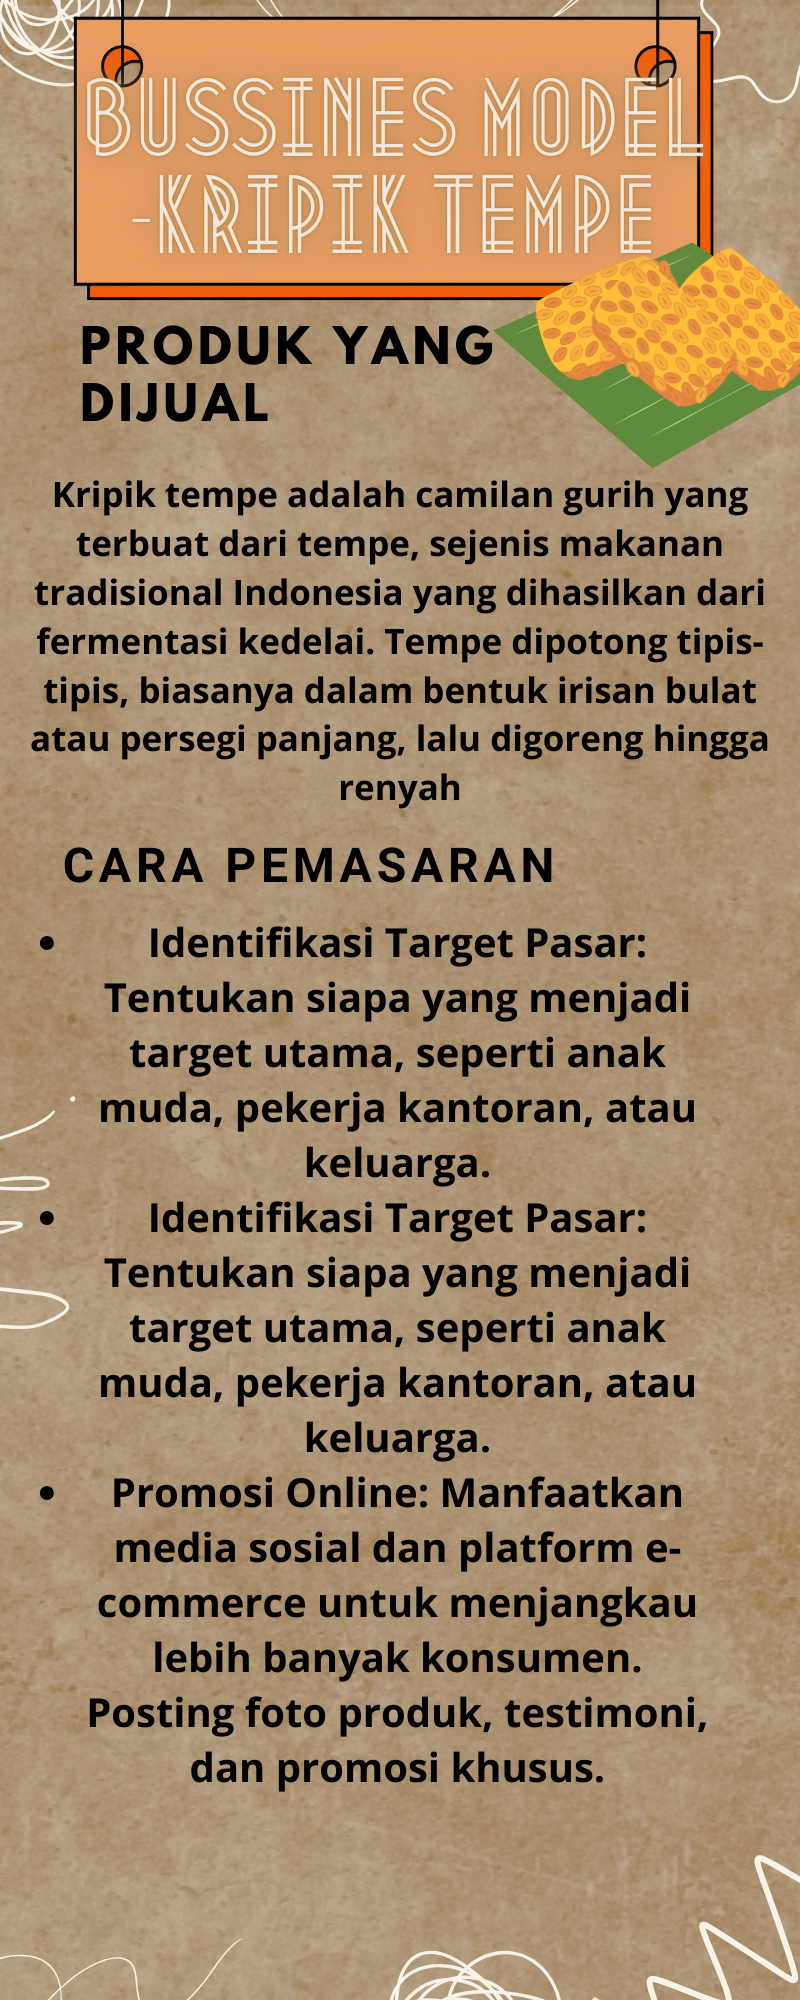 BUSSINES MODEL
-KRIPIK TEMPE
PRODUK YANG
DIJUAL
Kripik tempe adalah camilan gurih yang
terbuat dari tempe, sejenis makanan
tradisional Indonesia yang dihasilkan dari
fermentasi kedelai. Tempe dipotong tipis-
tipis, biasanya dalam bentuk irisan bulat
atau persegi panjang, lalu digoreng hingga
renyah
CARA PEMASARAN
• Identifikasi Target Pasar:
Tentukan siapa yang menjadi
target utama, seperti anak
muda, pekerja kantoran, atau
keluarga.
• Identifikasi Target Pasar:
Tentukan siapa yang menjadi
target utama, seperti anak
muda, pekerja kantoran, atau
keluarga.
• Promosi Online: Manfaatkan
media sosial dan platform e-
commerce untuk menjangkau
lebih banyak konsumen.
Posting foto produk, testimoni,
dan promosi khusus.